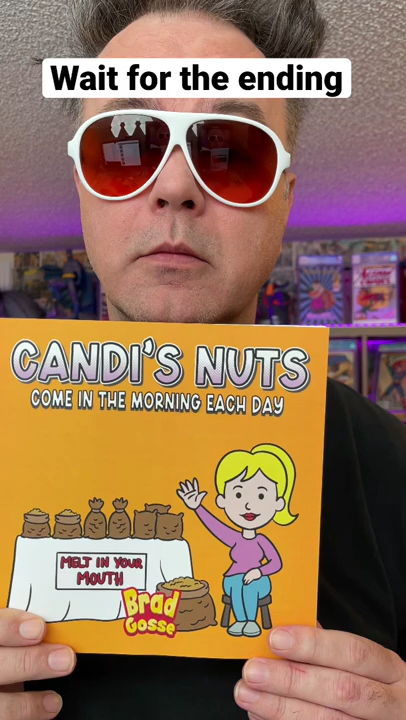 Wait for the ending
CANDI'S NUTS
COME IN THE MORNING EACH DAY
MELT IN YOUR
MOUTH
Brad
Gosse